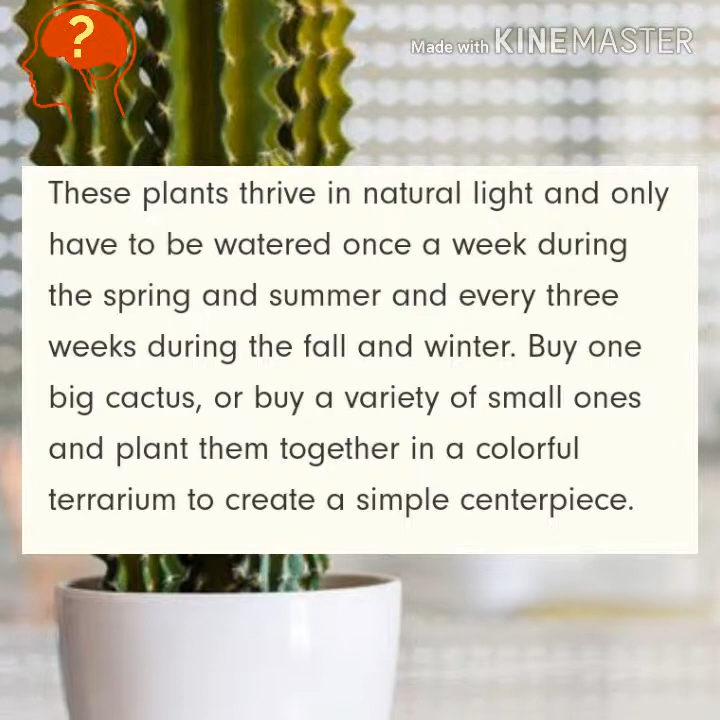 ?
Made with KINEMASTER
These plants thrive in natural light and only
have to be watered once a week during
the spring and summer and every three
weeks during the fall and winter. Buy one
big cactus, or buy a variety of small ones
and plant them together in a colorful
terrarium to create a simple centerpiece.